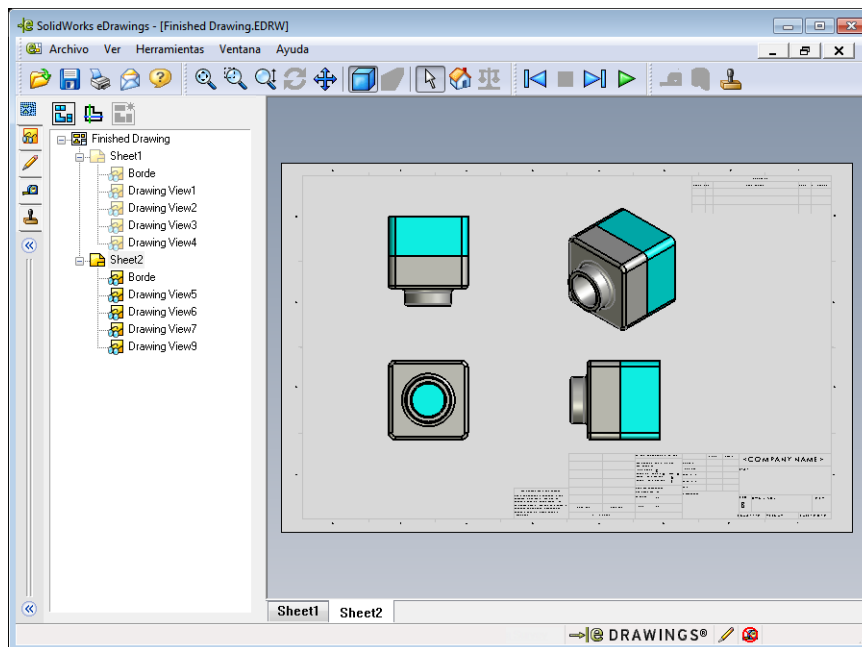 SolidWorks eDrawings - [Finished Drawing.EDRW]
Archivo Ver Herramientas Ventana Ayuda
Finished Drawing
Sheet1
Borde
Drawing View1
Drawing View2
Drawing View3
Drawing View4
Sheet2
Borde
Drawing View5
Drawing View6
Drawing View7
Drawing View9
<COMPANY NAME>
B
Sheet1 Sheet2
DRAWINGS®